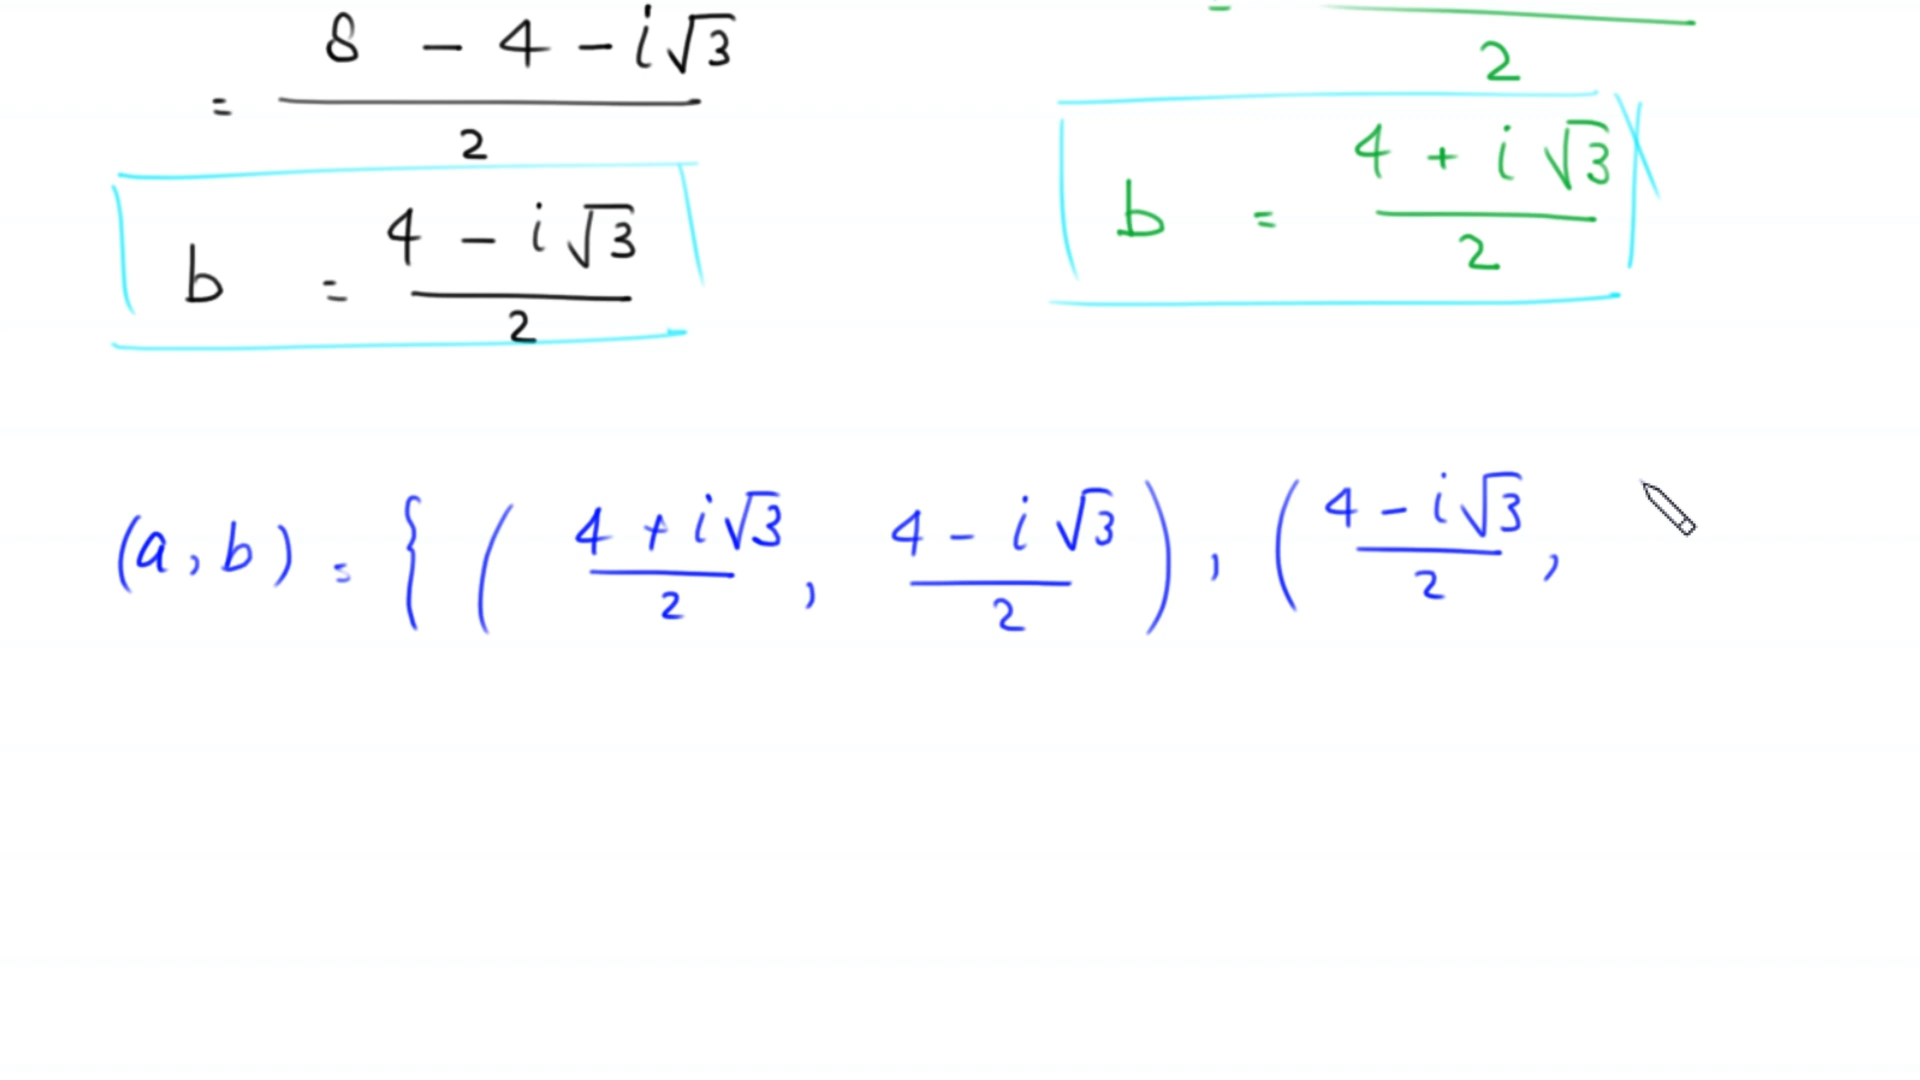 = (8 - 4 - i√3)/2
b = (4 - i√3)/2
= /2
b = (4 + i√3)/2
(a, b) = { ( (4 + i√3)/2 , (4 - i√3)/2 ) , ( (4 - i√3)/2 ,